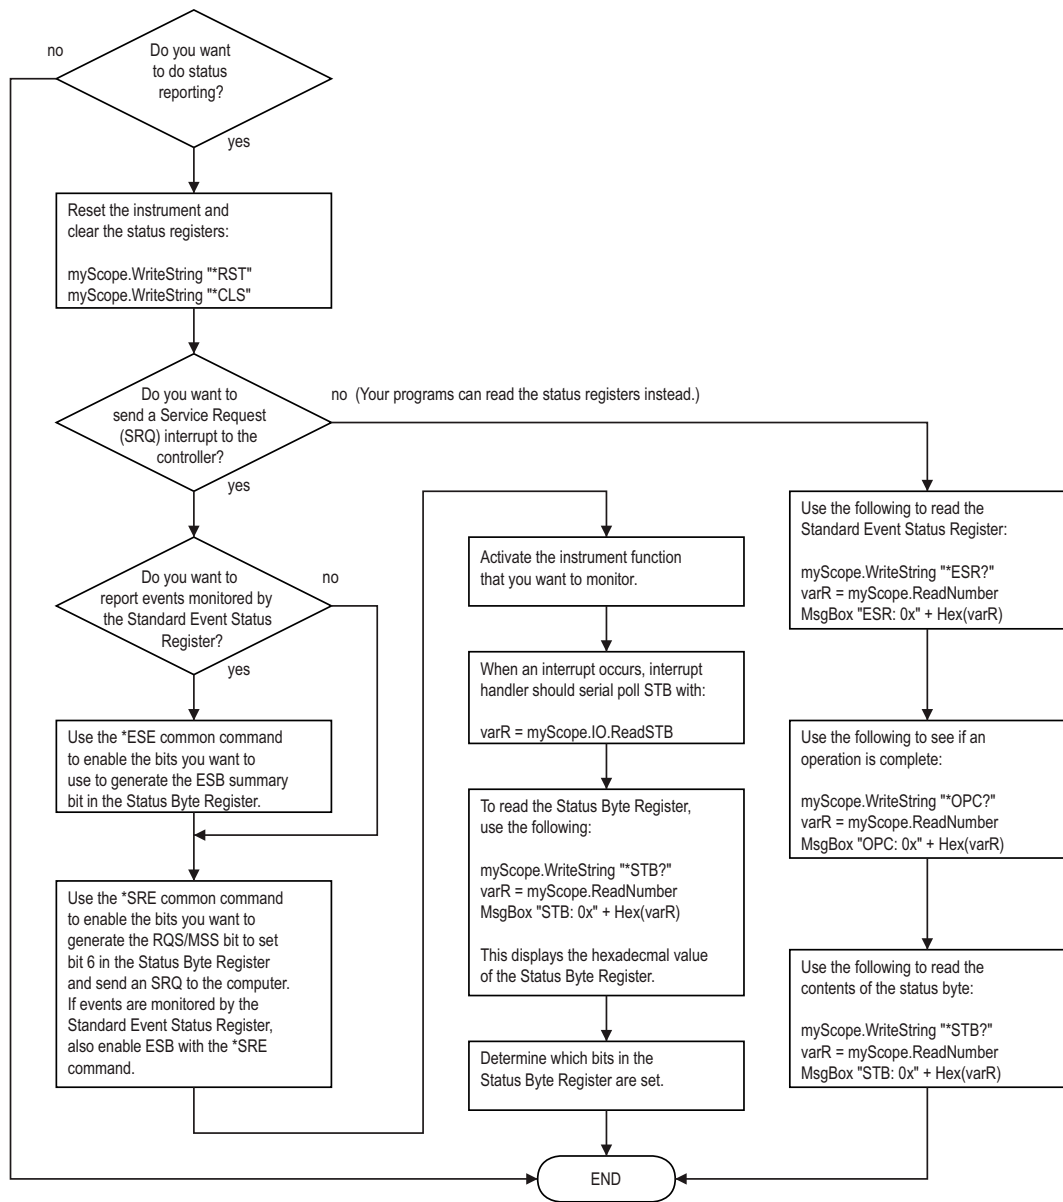 Do you want
to do status
reporting?
no
yes
Reset the instrument and
clear the status registers:
myScope.WriteString "*RST"
myScope.WriteString "*CLS"
Do you want to
send a Service Request
(SRQ) interrupt to the
controller?
no (Your programs can read the status registers instead.)
yes
Do you want to
report events monitored by
the Standard Event Status
Register?
no
yes
Use the *ESE common command
to enable the bits you want to
use to generate the ESB summary
bit in the Status Byte Register.
Use the *SRE common command
to enable the bits you want to
generate the RQS/MSS bit to set
bit 6 in the Status Byte Register
and send an SRQ to the computer.
If events are monitored by the
Standard Event Status Register,
also enable ESB with the *SRE
command.
Activate the instrument function
that you want to monitor.
When an interrupt occurs, interrupt
handler should serial poll STB with:
varR = myScope.IO.ReadSTB
To read the Status Byte Register,
use the following:
myScope.WriteString "*STB?"
varR = myScope.ReadNumber
MsgBox "STB: 0x" + Hex(varR)
This displays the hexadecmal value
of the Status Byte Register.
Determine which bits in the
Status Byte Register are set.
Use the following to read the
Standard Event Status Register:
myScope.WriteString "*ESR?"
varR = myScope.ReadNumber
MsgBox "ESR: 0x" + Hex(varR)
Use the following to see if an
operation is complete:
myScope.WriteString "*OPC?"
varR = myScope.ReadNumber
MsgBox "OPC: 0x" + Hex(varR)
Use the following to read the
contents of the status byte:
myScope.WriteString "*STB?"
varR = myScope.ReadNumber
MsgBox "STB: 0x" + Hex(varR)
END